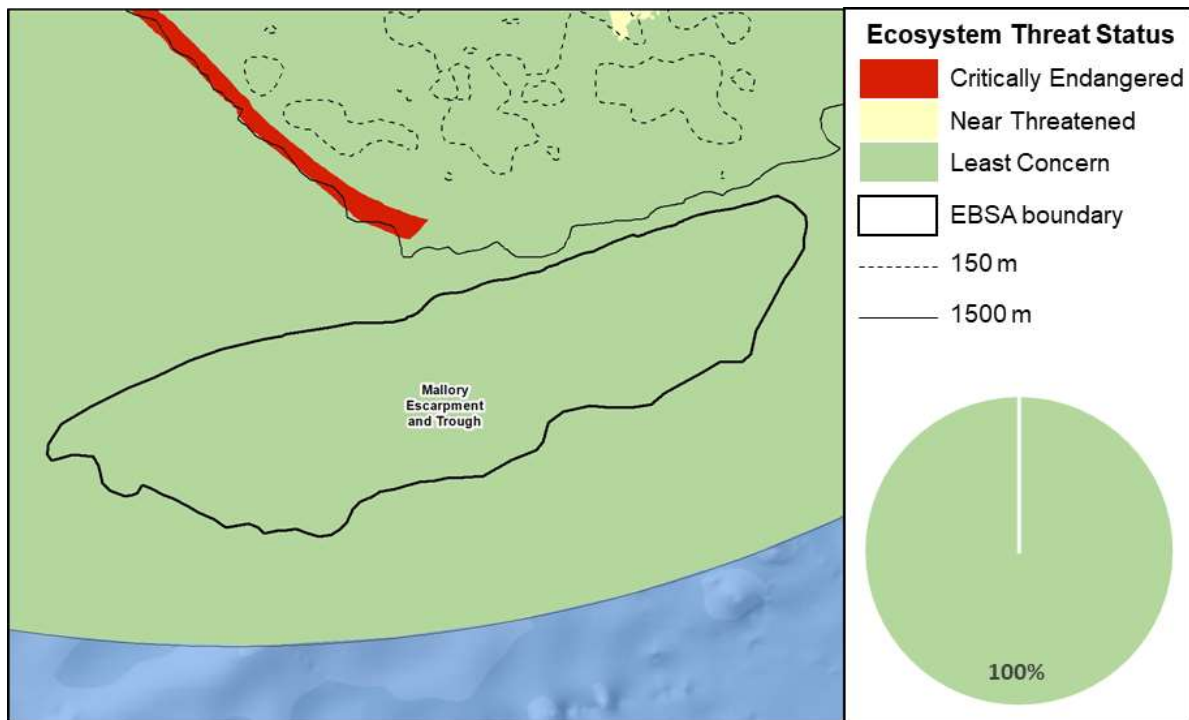 Mallory
Escarpment
and Trough
Ecosystem Threat Status
Critically Endangered
Near Threatened
Least Concern
EBSA boundary
150 m
1500 m
100%